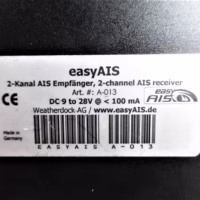 easyAIS
2-Kanal AIS Empfänger, 2-channel AIS receiver
Art. #: A-013
DC 9 to 28V @ < 100 mA
Weatherdock AG / www.easyAIS.de
CE
easy
AIS
Made in
Germany
EASYAIS A-013